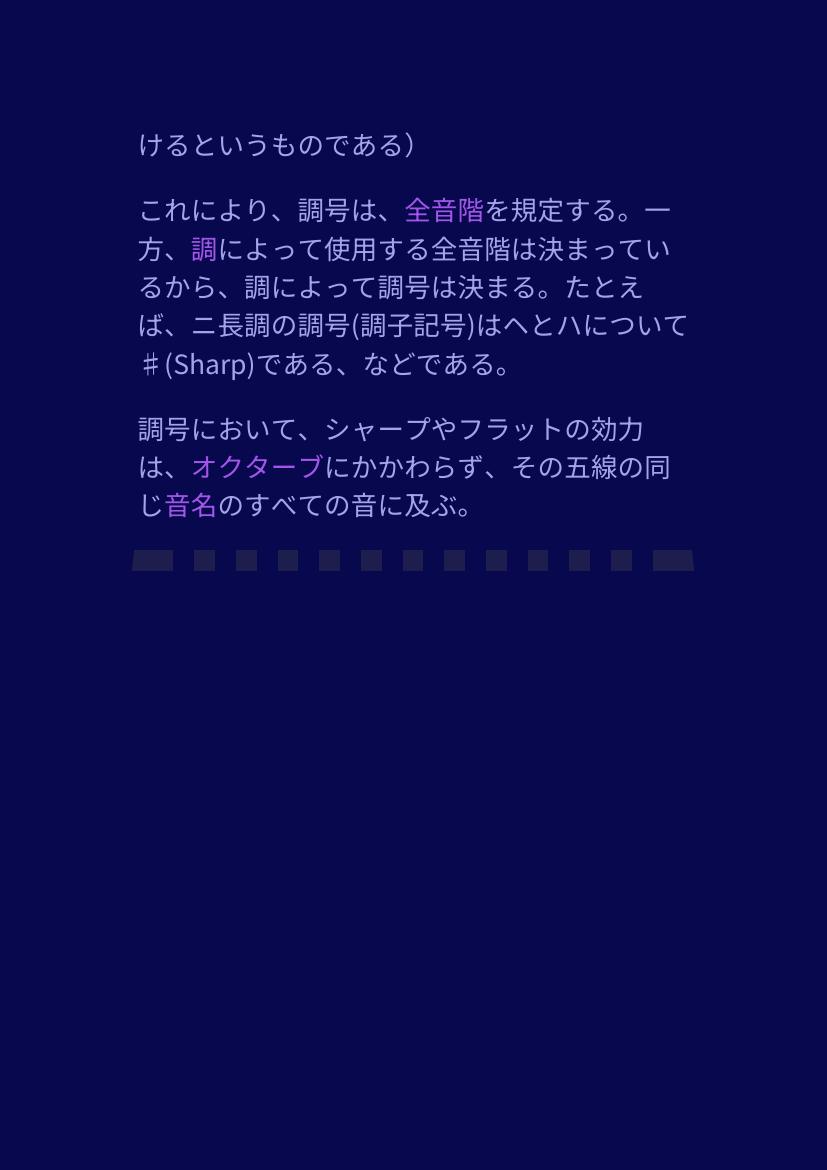 けるというものである）
これにより、調号は、全音階を規定する。一
方、調によって使用する全音階は決まってい
るから、調によって調号は決まる。たとえ
ば、ニ長調の調号(調子記号)はヘとハについて
♯(Sharp)である、などである。
調号において、シャープやフラットの効力
は、オクターブにかかわらず、その五線の同
じ音名のすべての音に及ぶ。